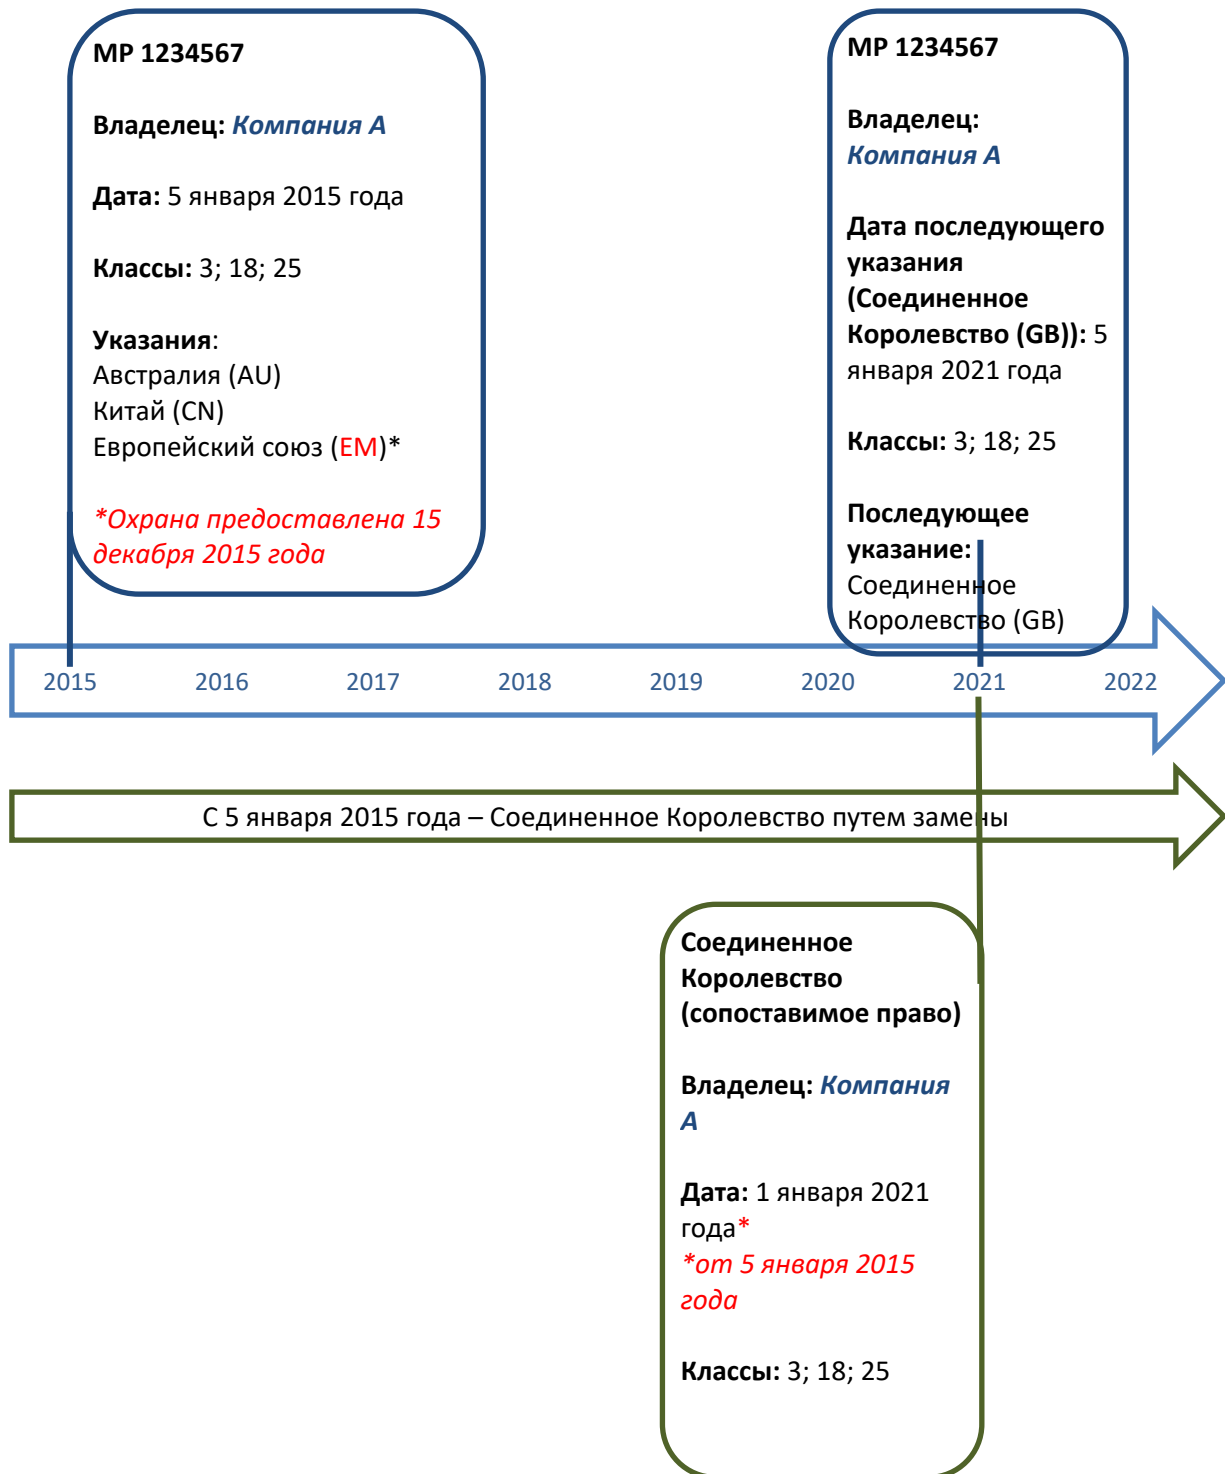 МР 1234567
Владелец: Компания А
Дата: 5 января 2015 года
Классы: 3; 18; 25
Указания:
Австралия (AU)
Китай (CN)
Европейский союз (EM)*
*Охрана предоставлена 15
декабря 2015 года
МР 1234567
Владелец:
Компания А
Дата последующего
указания
(Соединенное
Королевство (GB)): 5
января 2021 года
Классы: 3; 18; 25
Последующее
указание:
Соединенное
Королевство (GB)
2015 2016 2017 2018 2019 2020 2021 2022
С 5 января 2015 года – Соединенное Королевство путем замены
Соединенное
Королевство
(сопоставимое право)
Владелец: Компания
А
Дата: 1 января 2021
года*
*от 5 января 2015
года
Классы: 3; 18; 25